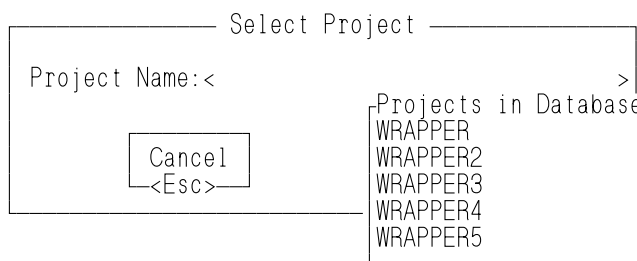 Select Project
Project Name:< >
Projects in Database
WRAPPER
WRAPPER2
WRAPPER3
WRAPPER4
WRAPPER5
Cancel
<Esc>